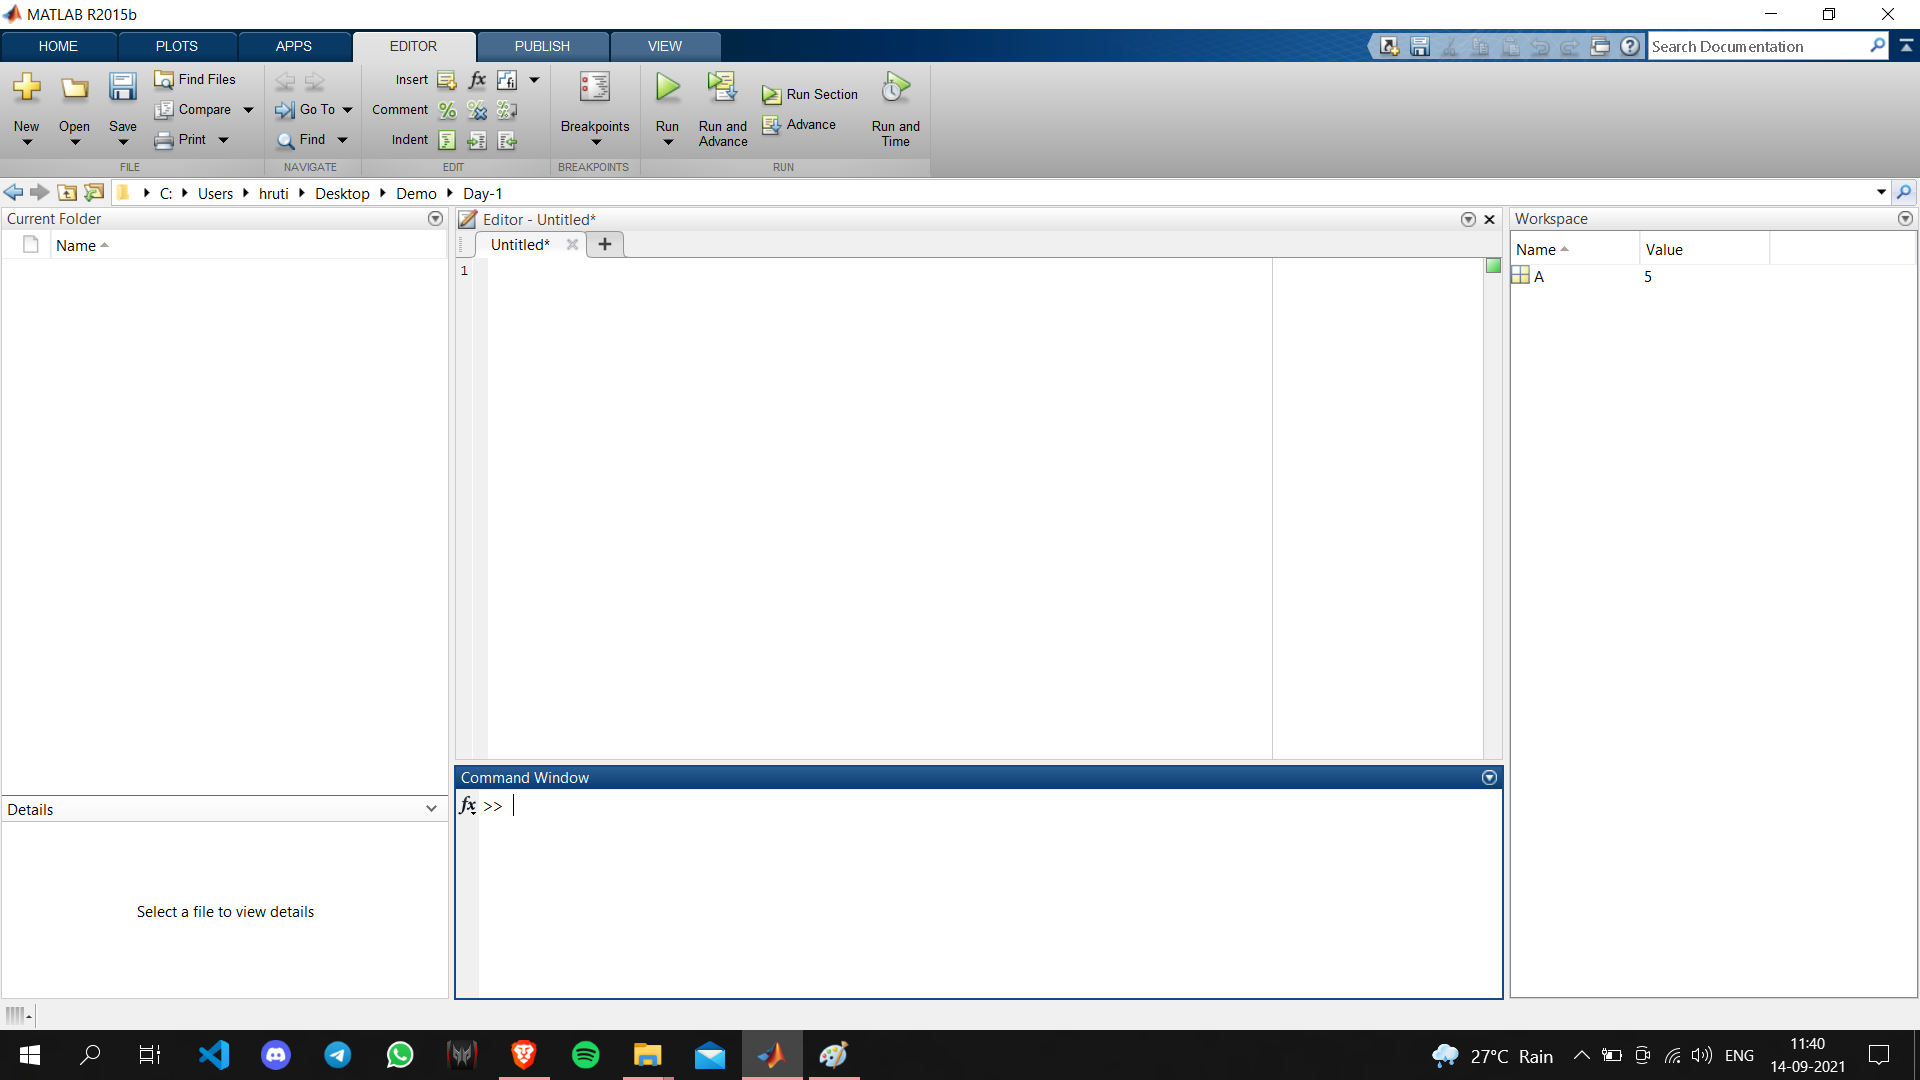 MATLAB R2015b
HOME PLOTS APPS EDITOR PUBLISH VIEW
Search Documentation
New
Open
Save
Find Files
Compare
Print
FILE
Go To
Find
NAVIGATE
Insert
Comment
Indent
EDIT
Breakpoints
BREAKPOINTS
Run
Run and
Advance
Run Section
Advance
Run and
Time
RUN
C: Users hruti Desktop Demo Day-1
Current Folder
Name
Editor - Untitled*
Untitled*
1
Workspace
Name Value
A 5
Command Window
fx >>
Details
Select a file to view details
27°C Rain
ENG
11:40
14-09-2021